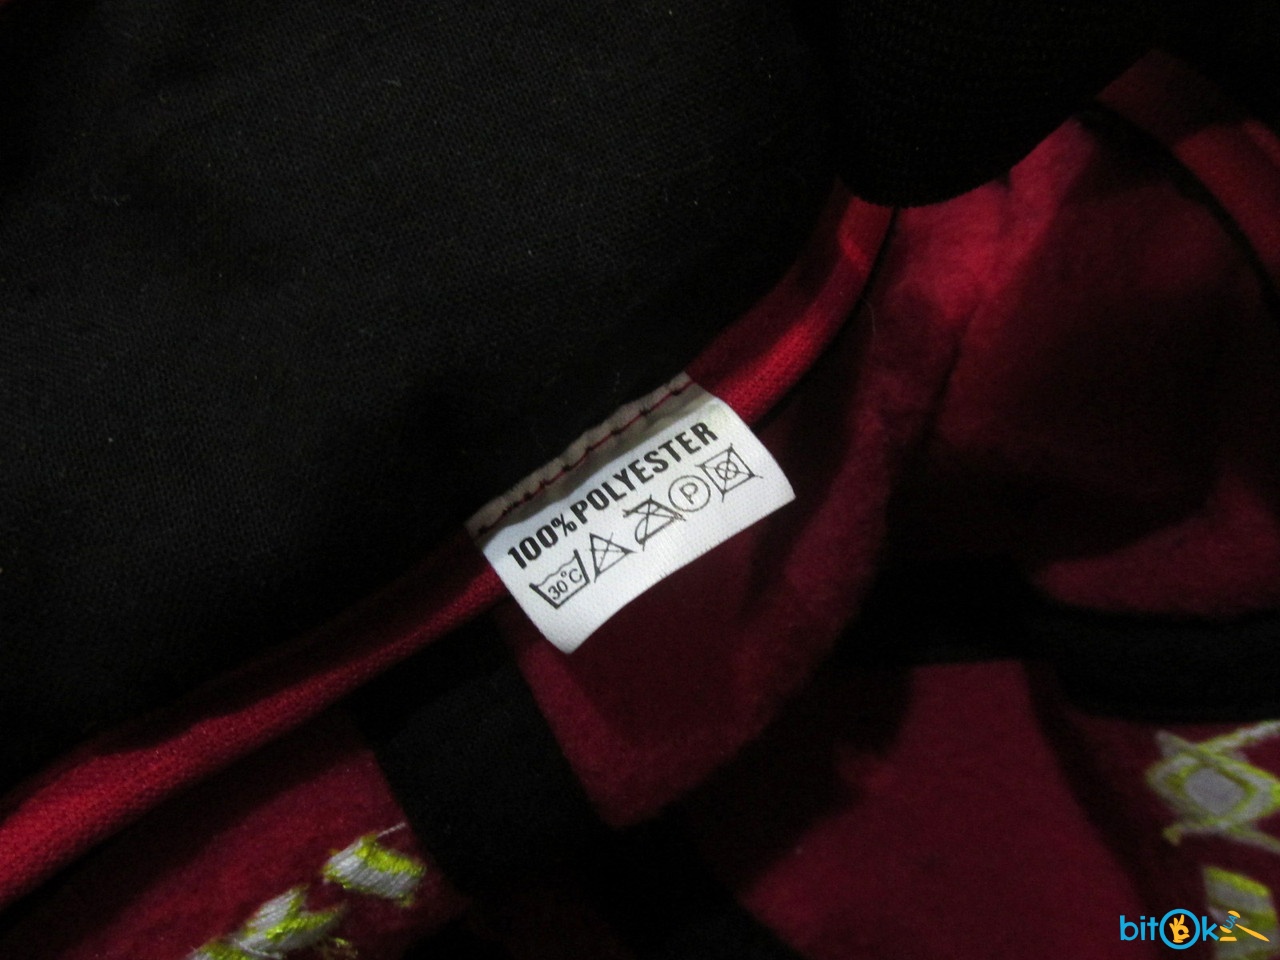 100% POLYESTER
30°C P
bitOk